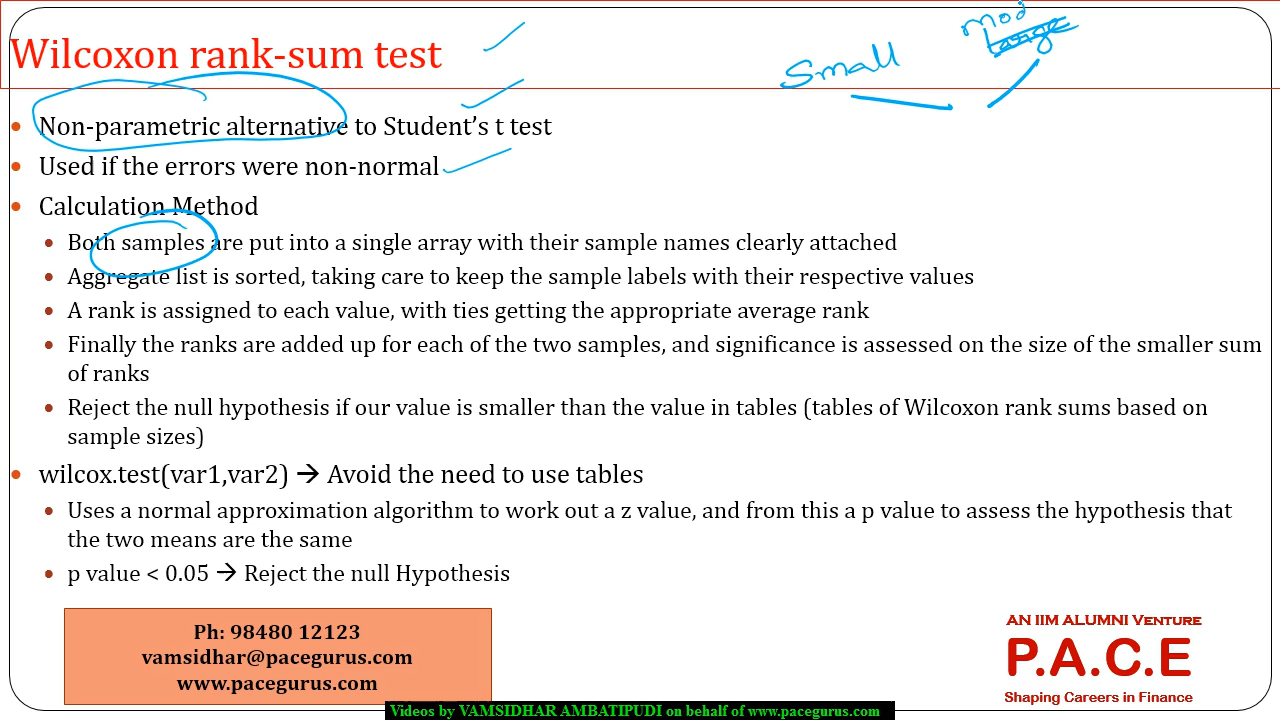 Wilcoxon rank-sum test
Small
Mod
Large
• Non-parametric alternative to Student's t test
• Used if the errors were non-normal
• Calculation Method
• Both samples are put into a single array with their sample names clearly attached
• Aggregate list is sorted, taking care to keep the sample labels with their respective values
• A rank is assigned to each value, with ties getting the appropriate average rank
• Finally the ranks are added up for each of the two samples, and significance is assessed on the size of the smaller sum
of ranks
• Reject the null hypothesis if our value is smaller than the value in tables (tables of Wilcoxon rank sums based on
sample sizes)
• wilcox.test(var1,var2) → Avoid the need to use tables
• Uses a normal approximation algorithm to work out a z value, and from this a p value to assess the hypothesis that
the two means are the same
• p value < 0.05 → Reject the null Hypothesis
Ph: 98480 12123
vamsidhar@pacegurus.com
www.pacegurus.com
AN IIM ALUMNI VENTURE
P.A.C.E
Shaping Careers in Finance
Videos by VAMSIDHAR AMBATIPUDI on behalf of www.pacegurus.com